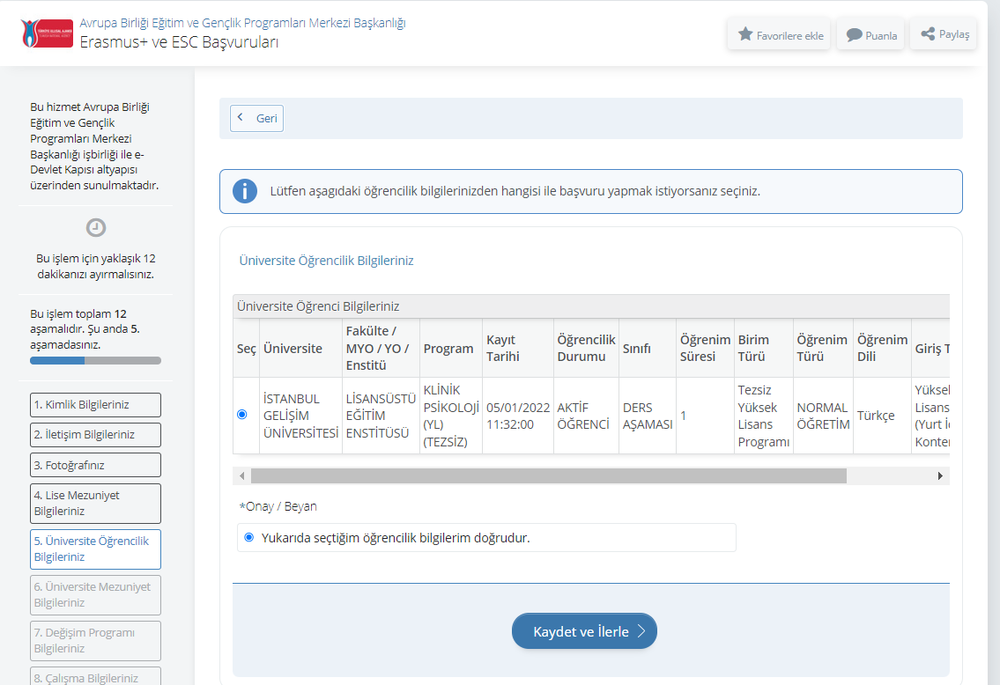 Avrupa Birliği Eğitim ve Gençlik Programları Merkezi Başkanlığı
Erasmus+ ve ESC Başvuruları
Favorilere ekle
Puanla
Paylaş
Bu hizmet Avrupa Birliği
Eğitim ve Gençlik
Programları Merkezi
Başkanlığı işbirliği ile e-
Devlet Kapısı altyapısı
üzerinden sunulmaktadır.
Bu işlem için yaklaşık 12
dakikanızı ayırmalısınız.
Bu işlem toplam 12
aşamalıdır. Şu anda 5.
aşamadasınız.
1. Kimlik Bilgileriniz
2. İletişim Bilgileriniz
3. Fotoğrafınız
4. Lise Mezuniyet
Bilgileriniz
5. Üniversite Öğrencilik
Bilgileriniz
6. Üniversite Mezuniyet
Bilgileriniz
7. Değişim Programı
Bilgileriniz
8. Çalışma Bilgileriniz
Geri
Lütfen aşagıdaki öğrencilik bilgilerinizden hangisi ile başvuru yapmak istiyorsanız seçiniz.
Üniversite Öğrencilik Bilgileriniz
Üniversite Öğrenci Bilgileriniz
Seç
Üniversite
Fakülte /
MYO / YO /
Enstitü
Program
Kayıt
Tarihi
Öğrencilik
Durumu
Sınıfı
Öğrenim
Süresi
Birim
Türü
Öğrenim
Türü
Öğrenim
Dili
Giriş T
İSTANBUL
GELİŞİM
ÜNİVERSİTESİ
LİSANSÜSTÜ
EĞİTİM
ENSTİTÜSÜ
KLİNİK
PSİKOLOJİ
(YL)
(TEZSİZ)
05/01/2022
11:32:00
AKTİF
ÖĞRENCİ
DERS
AŞAMASI
1
Tezsiz
Yüksek
Lisans
Programı
NORMAL
ÖĞRETİM
Türkçe
Yüksel
Lisans
(Yurt İç
Konter
*Onay / Beyan
Yukarıda seçtiğim öğrencilik bilgilerim doğrudur.
Kaydet ve İlerle